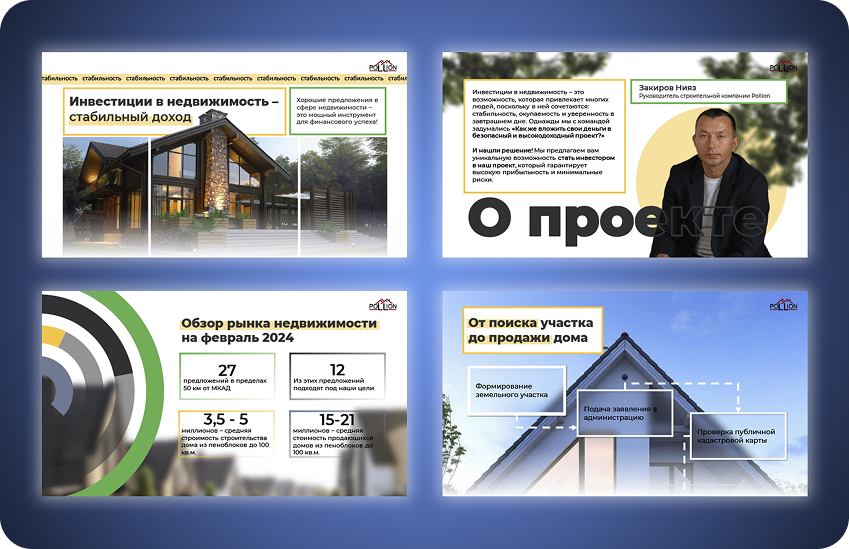 POLLION
табильность стабильность стабильность стабильность стабильность стабильность стабильность стабильность стабил
Инвестиции в недвижимость –
стабильный доход
Хорошие предложения в
сфере недвижимости –
это мощный инструмент
для финансового успеха!
POLLION
Инвестиции в недвижимость – это
возможность, которая привлекает многих
людей, поскольку в ней сочетаются:
стабильность, окупаемость и уверенность в
завтрашнем дне. Однажды мы с командой
задумались «Как же вложить свои деньги в
безопасный и высокодоходный проект?»
И нашли решение! Мы предлагаем вам
уникальную возможность стать инвестором
в наш проект, который гарантирует
высокую прибыльность и минимальные
риски.
Закиров Нияз
Руководитель строительной компании Pollion
О проекте
POLLION
Обзор рынка недвижимости
на февраль 2024
27
предложений в пределах
50 км от МКАД
12
Из этих предложений
подходят под наши цели
3,5 - 5
миллионов – средняя
строимость строительства
дома из пеноблоков до 100
кв.м.
15-21
миллионов – средняя
стоимость продающихся
домов из пеноблоков до
100 кв.м.
POLLION
От поиска участка
до продажи дома
Формирование
земельного участка
Подача заявления в
администрацию
Проверка публичной
кадастровой карты